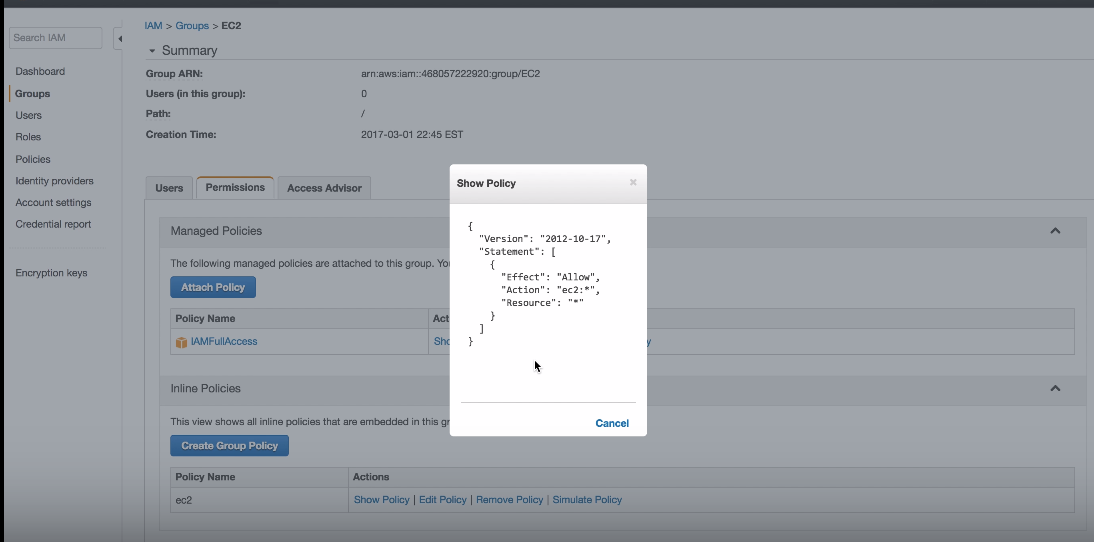 IAM > Groups > EC2
Search IAM
Summary
Dashboard
Groups
Users
Roles
Policies
Identity providers
Account settings
Credential report
Encryption keys
Group ARN: arn:aws:iam::468057222920:group/EC2
Users (in this group): 0
Path: /
Creation Time: 2017-03-01 22:45 EST
Users Permissions Access Advisor
Managed Policies
The following managed policies are attached to this group. You
Attach Policy
Policy Name Act
IAMFullAccess Sho y
Inline Policies
This view shows all inline policies that are embedded in this gr
Create Group Policy
Policy Name Actions
ec2 Show Policy | Edit Policy | Remove Policy | Simulate Policy
Show Policy ×
{
"Version": "2012-10-17",
"Statement": [
{
"Effect": "Allow",
"Action": "ec2:*",
"Resource": "*"
}
]
}
Cancel